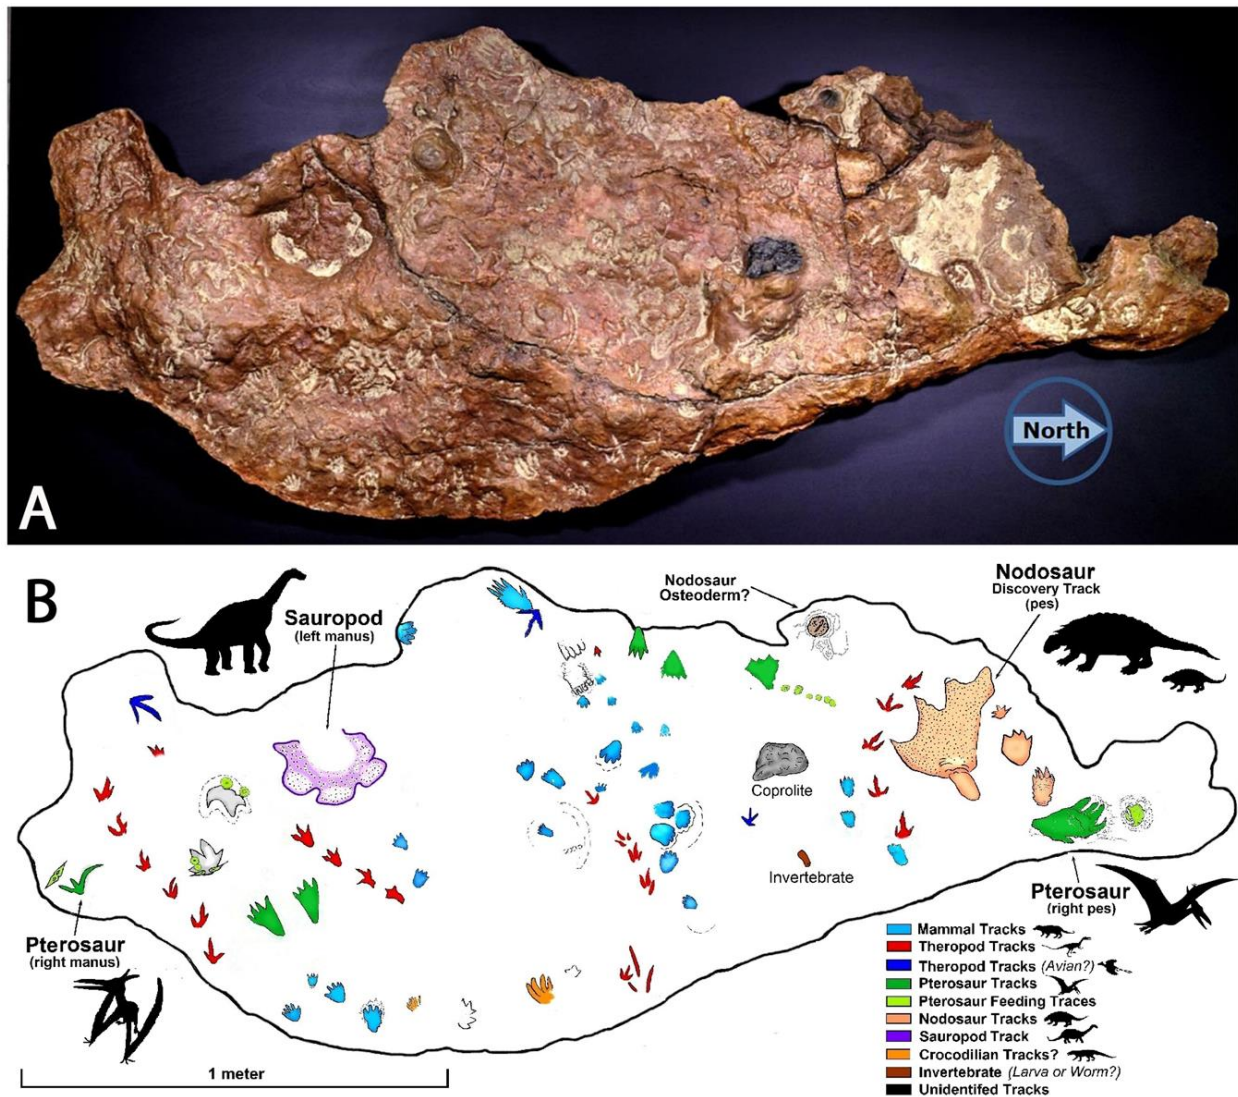 North
A
B
Sauropod
(left manus)
Nodosaur
Osteoderm?
Nodosaur
Discovery Track
(pes)
Coprolite
Invertebrate
Pterosaur
(right manus)
Pterosaur
(right pes)
Mammal Tracks
Theropod Tracks
Theropod Tracks (Avian?)
Pterosaur Tracks
Pterosaur Feeding Traces
Nodosaur Tracks
Sauropod Track
Crocodilian Tracks?
Invertebrate (Larva or Worm?)
Unidentifed Tracks
1 meter